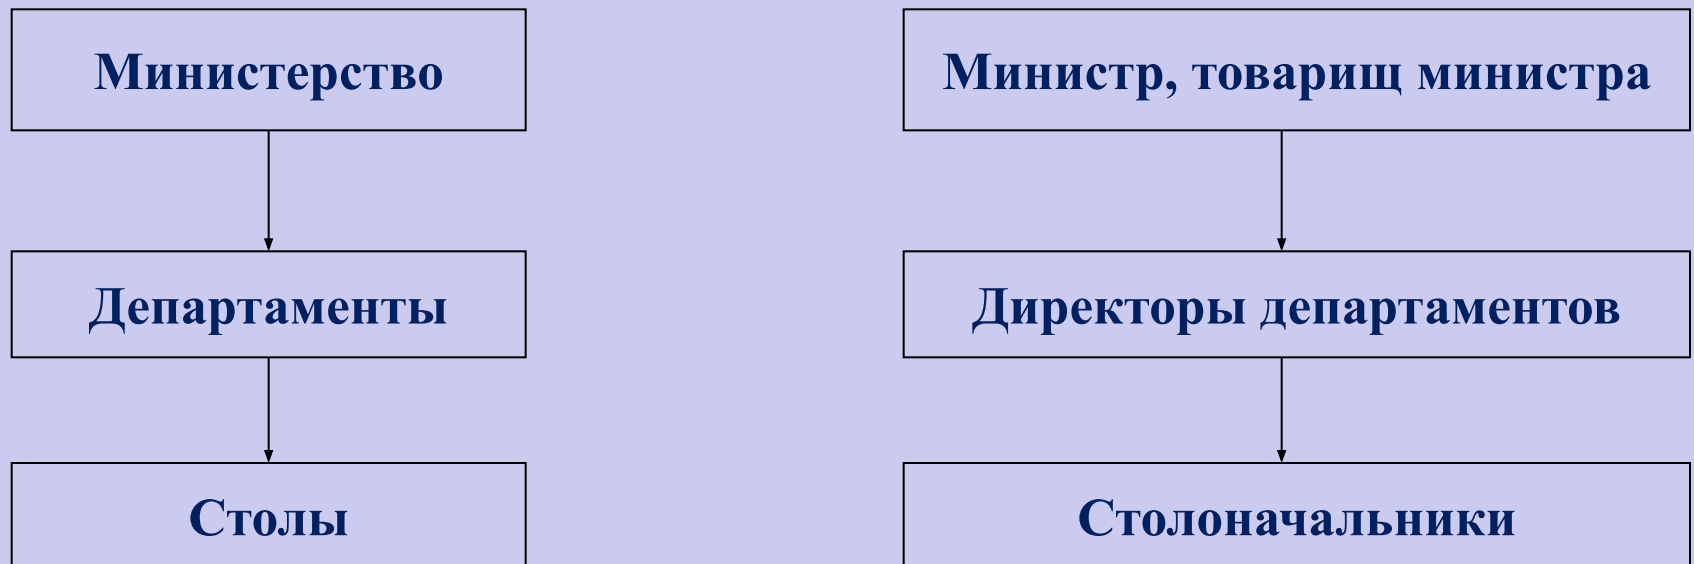 Министерство
Министр, товарищ министра
Департаменты
Директоры департаментов
Столы
Столоначальники